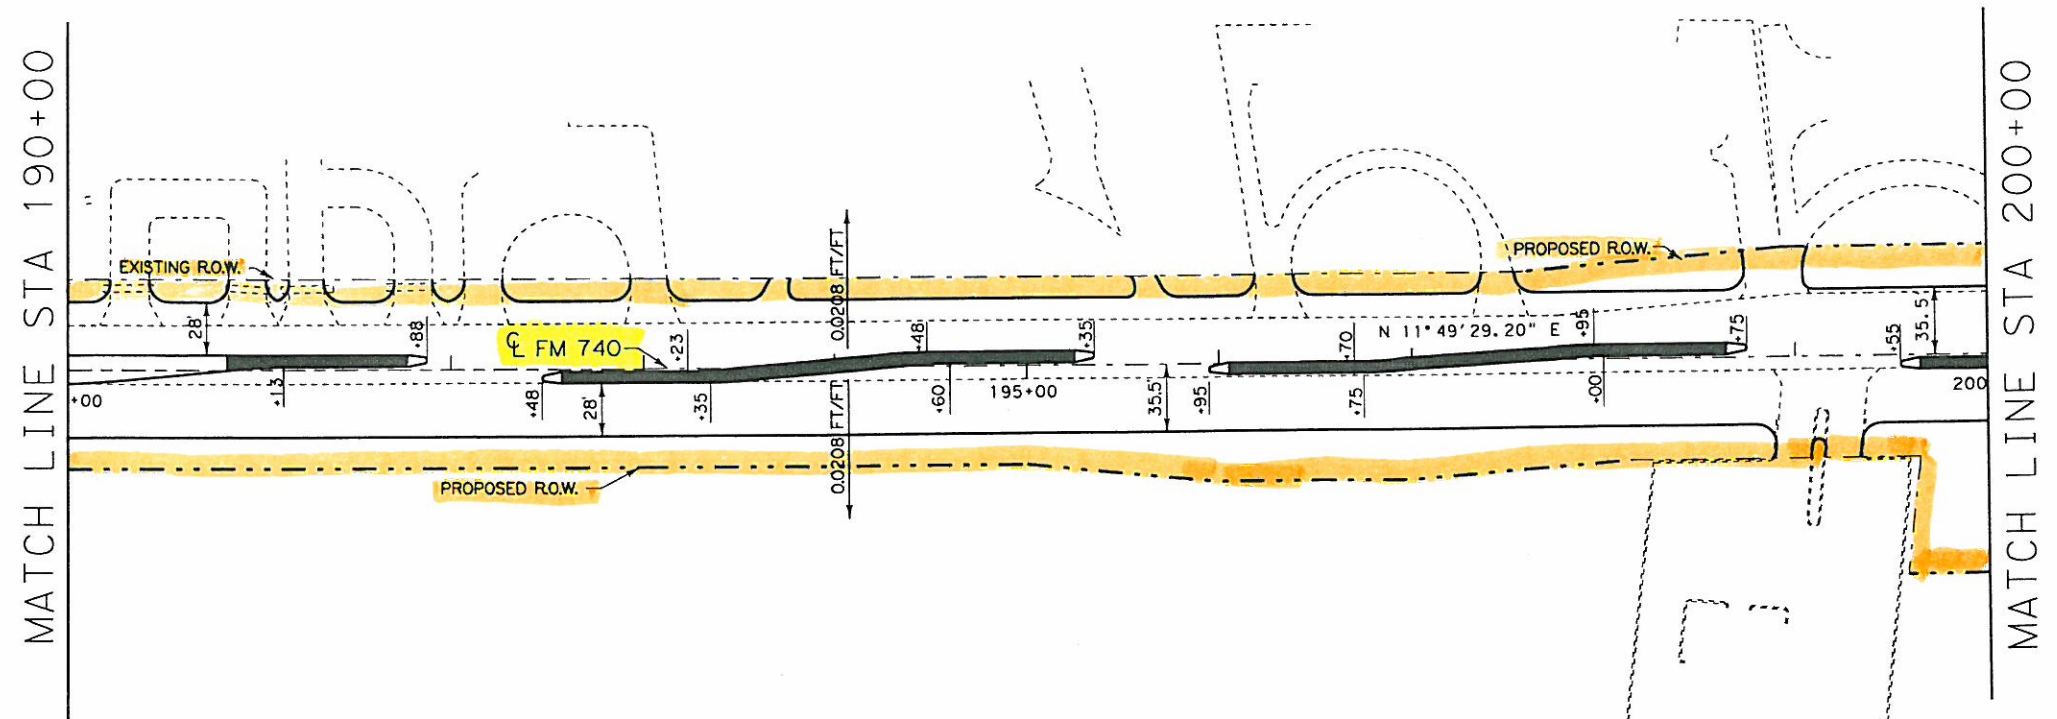 MATCH LINE STA 190+00
EXISTING R.O.W.
28'
+88
+13
+00
℄ FM 740
+23
+48
28'
+35
0.0208 FT/FT
0.0208 FT/FT
+48
+35
+60
195+00
35.5
+95
+70
+75
N 11°49'29.20" E
+95
+00
+75
+55
35.5
200
PROPOSED R.O.W.
PROPOSED R.O.W.
MATCH LINE STA 200+00